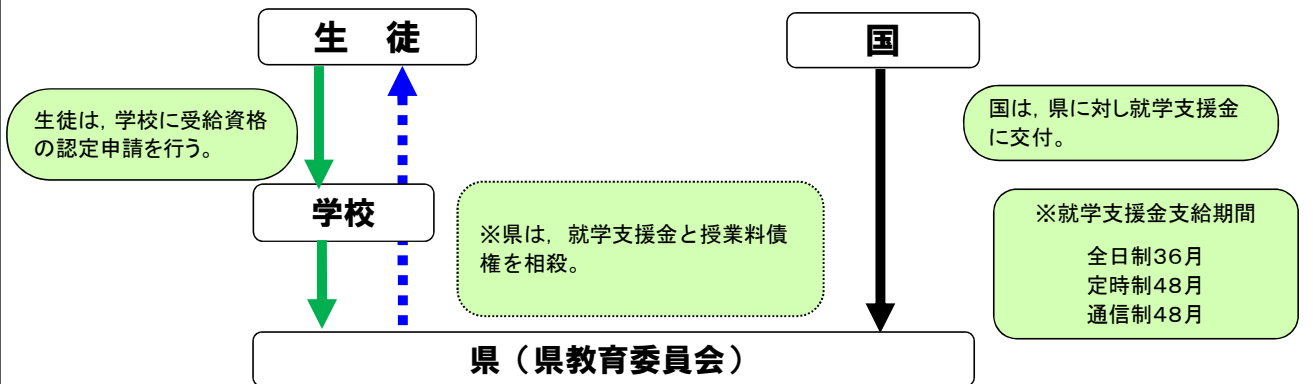 生　徒
国
生徒は，学校に受給資格
の認定申請を行う。
国は，県に対し就学支援金
に交付。
学校
※県は，就学支援金と授業料債
権を相殺。
※就学支援金支給期間
全日制36月
定時制48月
通信制48月
県（県教育委員会）